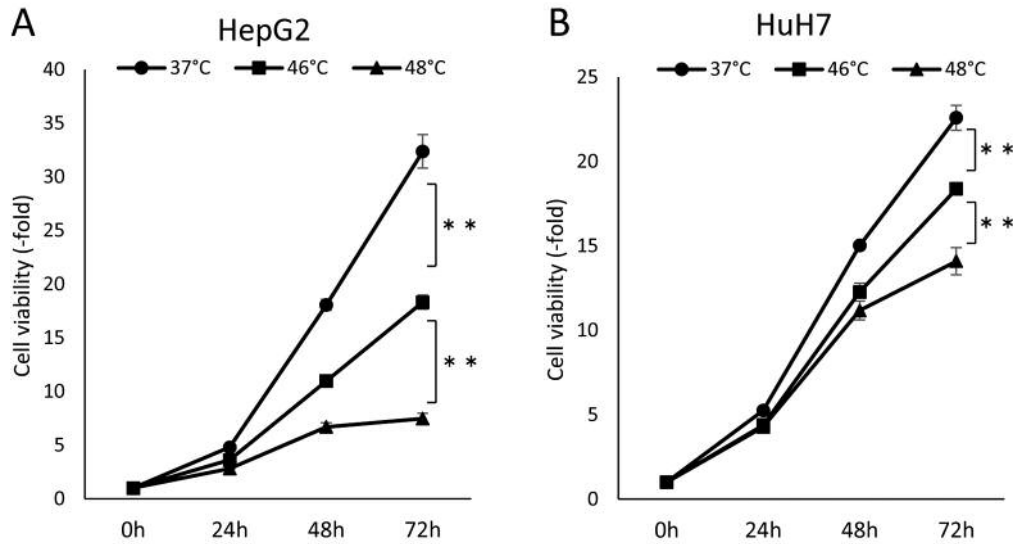 A
HepG2
37°C 46°C 48°C
Cell viability (-fold)
40
35
30
25
20
15
10
5
0
0h 24h 48h 72h
* *
* *
B
HuH7
37°C 46°C 48°C
Cell viability (-fold)
25
20
15
10
5
0
0h 24h 48h 72h
* *
* *